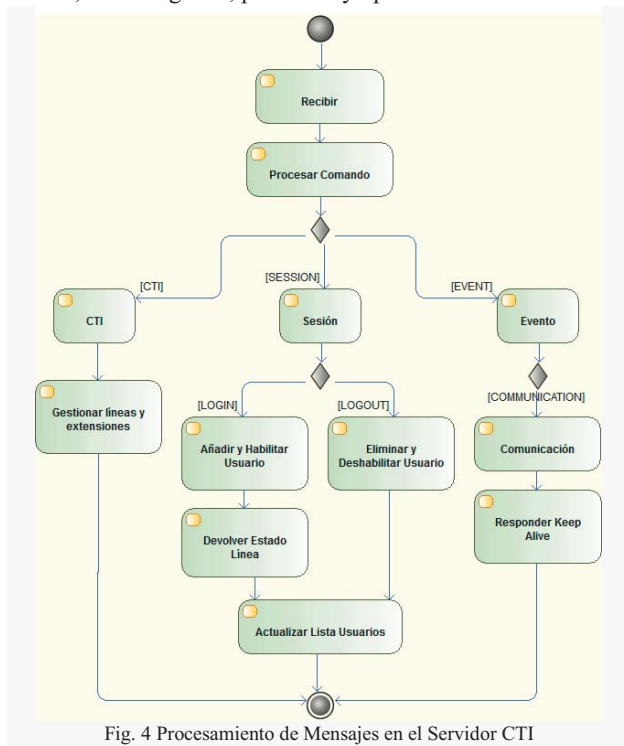 Recibir
Procesar Comando
[CTI]
[SESSION]
[EVENT]
CTI
Sesión
Evento
[LOGIN]
[LOGOUT]
[COMMUNICATION]
Gestionar líneas y
extensiones
Añadir y Habilitar
Usuario
Eliminar y
Deshabilitar Usuario
Comunicación
Devolver Estado
Línea
Responder Keep
Alive
Actualizar Lista Usuarios
Fig. 4 Procesamiento de Mensajes en el Servidor CTI